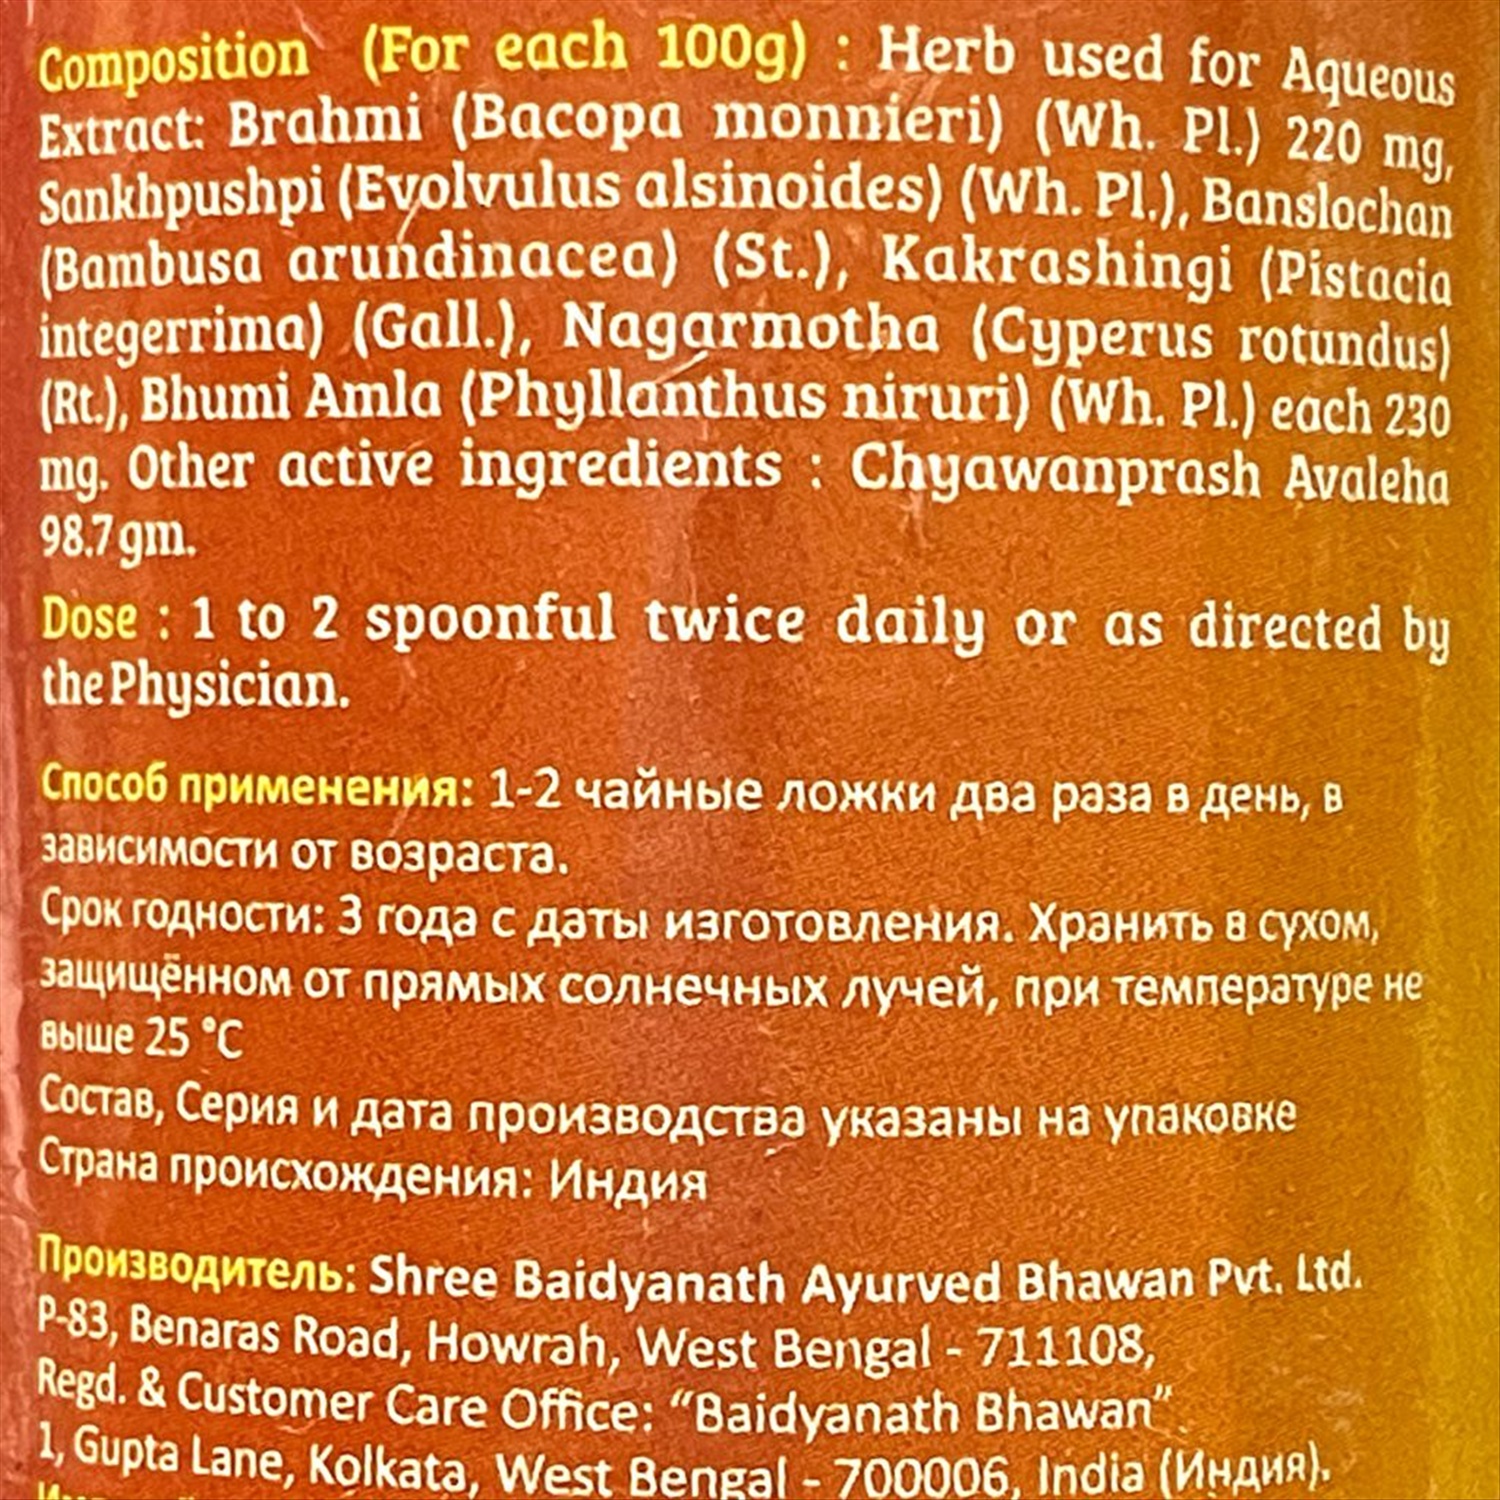 Composition (For each 100g) : Herb used for Aqueous
Extract: Brahmi (Bacopa monnieri) (Wh. Pl.) 220 mg,
Sankhpushpi (Evolvulus alsinoides) (Wh. Pl.), Banslochan
(Bambusa arundinacea) (St.), Kakrashingi (Pistacia
integerrima) (Gall.), Nagarmotha (Cyperus rotundus)
(Rt.), Bhumi Amla (Phyllanthus niruri) (Wh. Pl.) each 230
mg. Other active ingredients : Chyawanprash Avaleha
98.7 gm.
Dose : 1 to 2 spoonful twice daily or as directed by
the Physician.
Способ применения: 1-2 чайные ложки два раза в день, в
зависимости от возраста.
Срок годности: 3 года с даты изготовления. Хранить в сухом,
защищённом от прямых солнечных лучей, при температуре не
выше 25 °C
Состав, Серия и дата производства указаны на упаковке
Страна происхождения: Индия
Производитель: Shree Baidyanath Ayurved Bhawan Pvt. Ltd.
P-83, Benaras Road, Howrah, West Bengal - 711108,
Regd. & Customer Care Office: "Baidyanath Bhawan"
1, Gupta Lane, Kolkata, West Bengal - 700006, India (Индия).